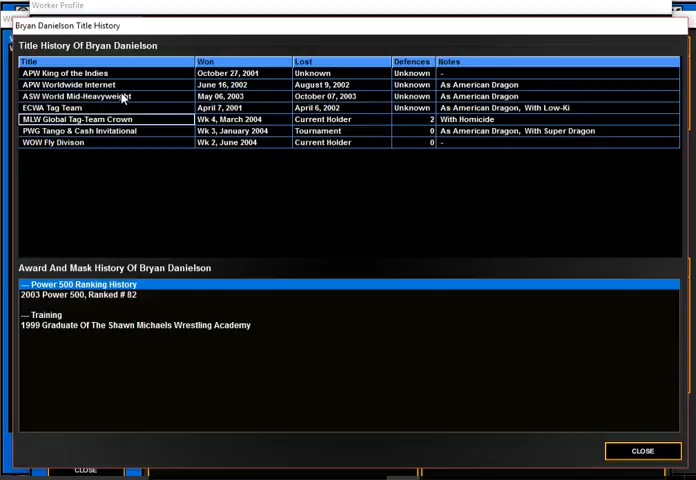 Worker Profile
Bryan Danielson Title History
Title History Of Bryan Danielson
Title Won Lost Defences Notes
APW King of the Indies October 27, 2001 Unknown Unknown -
APW Worldwide Internet June 16, 2002 August 9, 2002 Unknown As American Dragon
ASW World Mid-Heavyweight May 06, 2003 October 07, 2003 Unknown As American Dragon
ECWA Tag Team April 7, 2001 April 6, 2002 Unknown As American Dragon, With Low-Ki
MLW Global Tag-Team Crown Wk 4, March 2004 Current Holder 2 With Homicide
PWG Tango & Cash Invitational Wk 3, January 2004 Tournament 0 As American Dragon, With Super Dragon
WOW Fly Divison Wk 2, June 2004 Current Holder 0 -
Award And Mask History Of Bryan Danielson
--- Power 500 Ranking History
2003 Power 500, Ranked # 82
--- Training
1999 Graduate Of The Shawn Michaels Wrestling Academy
CLOSE
CLOSE